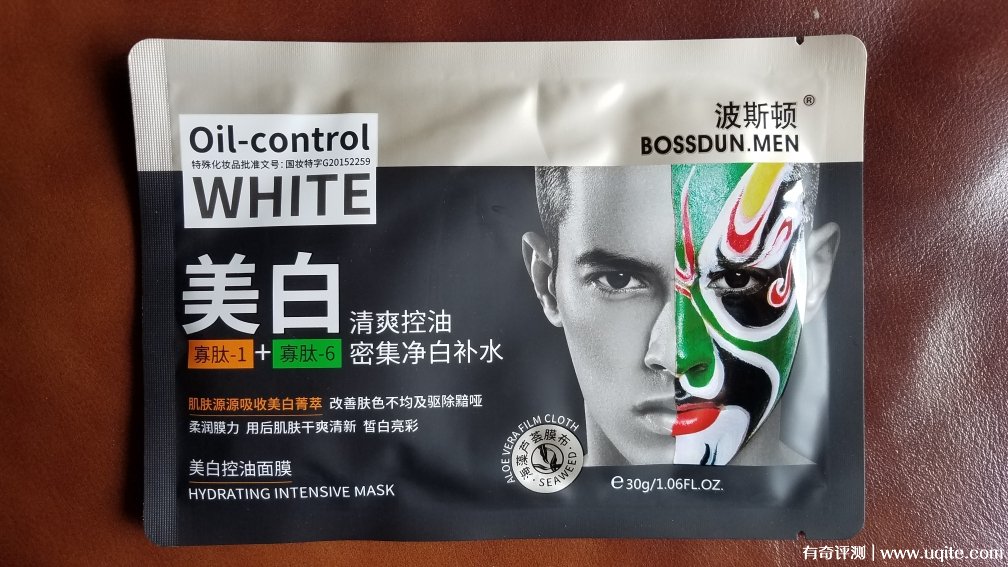 波斯顿®
BOSSDUN.MEN
Oil-control
特殊化妆品批准文号:国妆特字G20152259
WHITE
美白
清爽控油
密集净白补水
寡肽-1+寡肽-6
肌肤源源吸收美白菁萃 改善肤色不均及驱除黯哑
柔润膜力 用后肌肤干爽清新 皙白亮彩
美白控油面膜
HYDRATING INTENSIVE MASK
ALOE VERA FILM CLOTH
海藻芦荟膜布
SEAWEED
℮30g/1.06FL.OZ.
有奇评测 | www.uqite.com